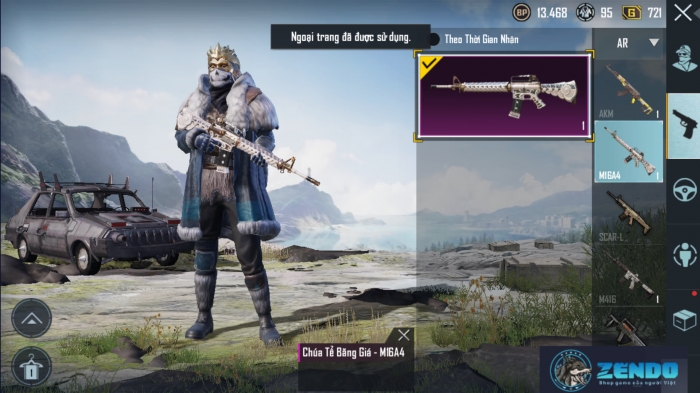 BP 13.468 95 G 721
Ngoại trang đã được sử dụng.
Theo Thời Gian Nhận
AR
1
AKM
M16A4 1
SCAR-L
M416 1
Chúa Tể Băng Giá - M16A4
1
ZENDO
Shop game của người Việt